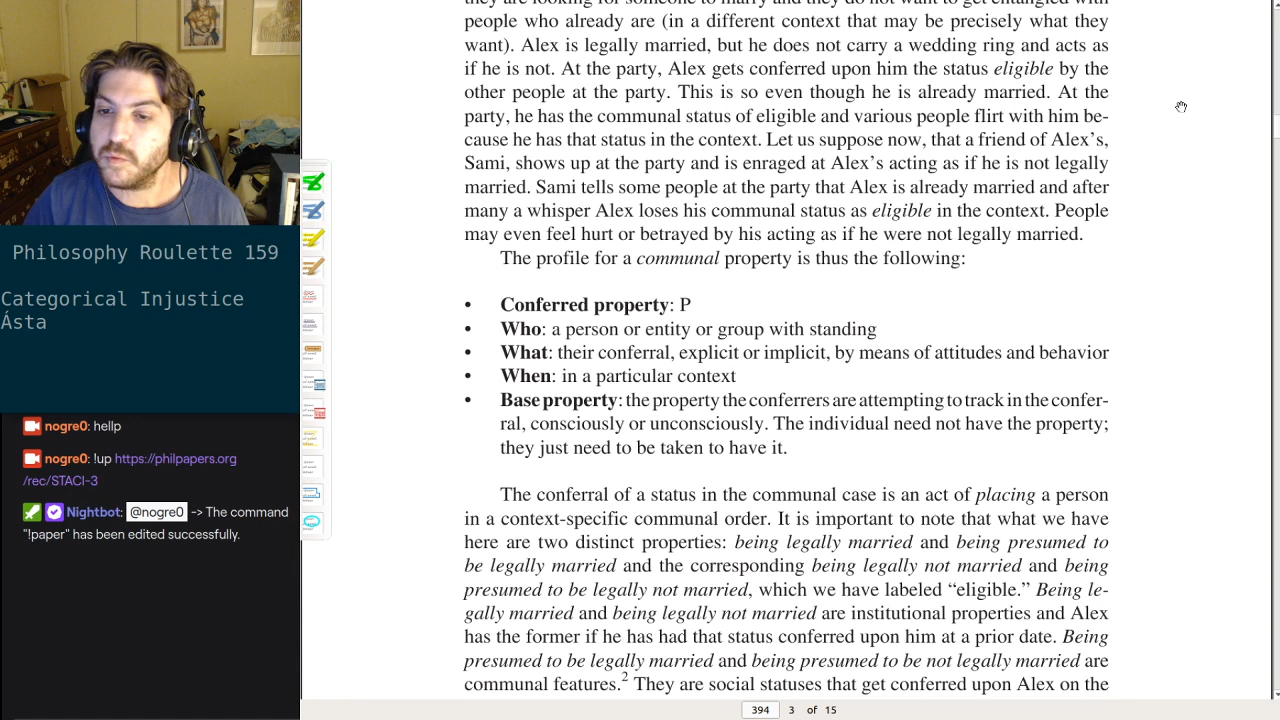 they are looking for someone to marry and they do not want to get entangled with
people who already are (in a different context that may be precisely what they
want). Alex is legally married but he does not carry a wedding ring and acts as
if he is not. At the party, Alex gets conferred upon him the status eligible by the
other people at the party. This is so even though he is already married. At the
party, he has the communal status of eligible and various people flirt with him be-
cause he has that status in the context. Let us suppose now, that a friend of Alex's,
Sami, shows up at the party and is outraged at Alex's acting as if he is not legally
married. Sami tells some people at the party that Alex is already married and after
many a whisper Alex loses his communal status as eligible in the context. People
may even feel hurt or betrayed by his acting as if he were not legally married.
The profile for a communal property is thus the following:
Conferred property: P
Who: a person or persons with standing
What: their conferral, explicit or implicit, by means of attitudes and behavior
• When: in a particular context
• Base property: the property the conferrers are attempting to track in the confer-
ral, consciously or unconsciously. The individual need not have the property;
they just need to be taken to have it.
The conferral of the status in the communal case is a matter of placing a person
in context-specific social role. It is important to note that what we have
here are two distinct properties: being legally married and being presumed to
be legally married and the corresponding being legally not married and being
presumed to be legally not married, which we have labeled “eligible.” Being le-
gally married and being legally not married are institutional properties and Alex
has the former if he has had that status conferred upon him at a prior date. Being
presumed to be legally married and being presumed to be not legally married are
communal features.2 They are social statuses that get conferred upon Alex on the
394 3 of 15
Philosophy Roulette 159
Categorical Injustice
Ásta
nogre0: hellp
nogre0: !up https://philpapers.org
/rec/STACI-3
Nightbot: @nogre0 -> The command
"!paper" has been edited successfully.